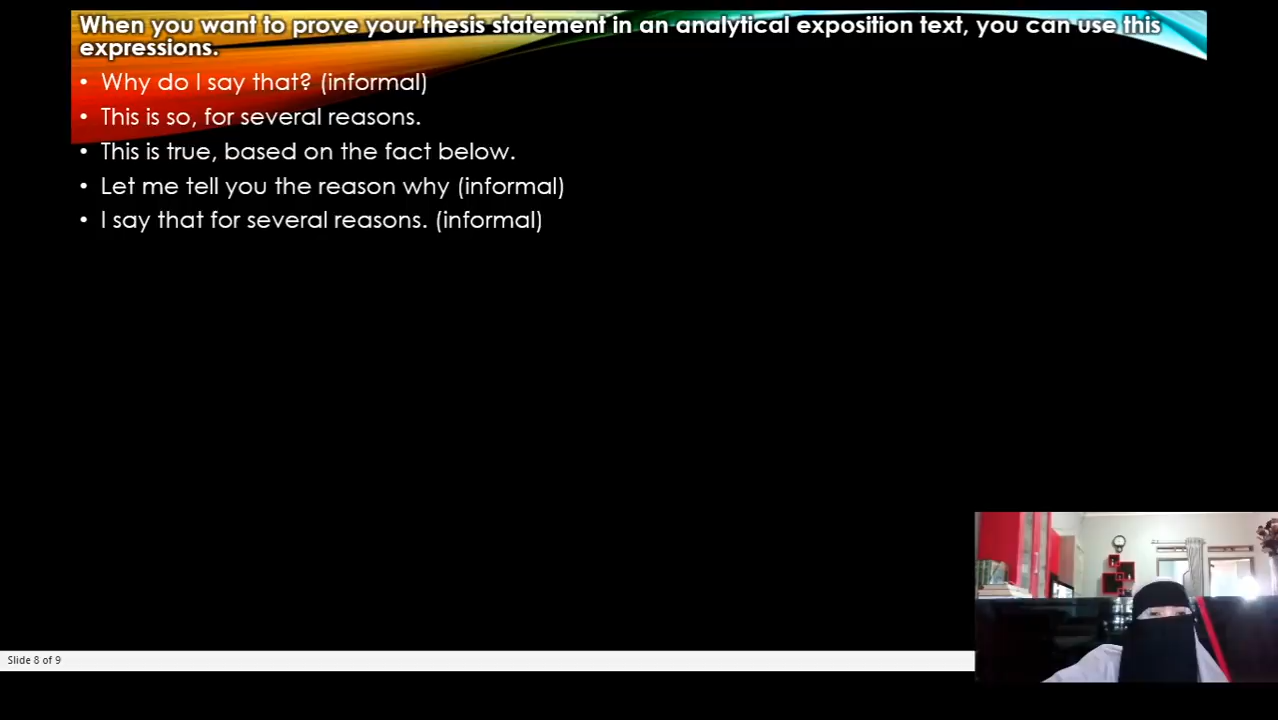 When you want to prove your thesis statement in an analytical exposition text, you can use this
expressions.
• Why do I say that? (informal)
• This is so, for several reasons.
• This is true, based on the fact below.
• Let me tell you the reason why (informal)
• I say that for several reasons. (informal)
Slide 8 of 9